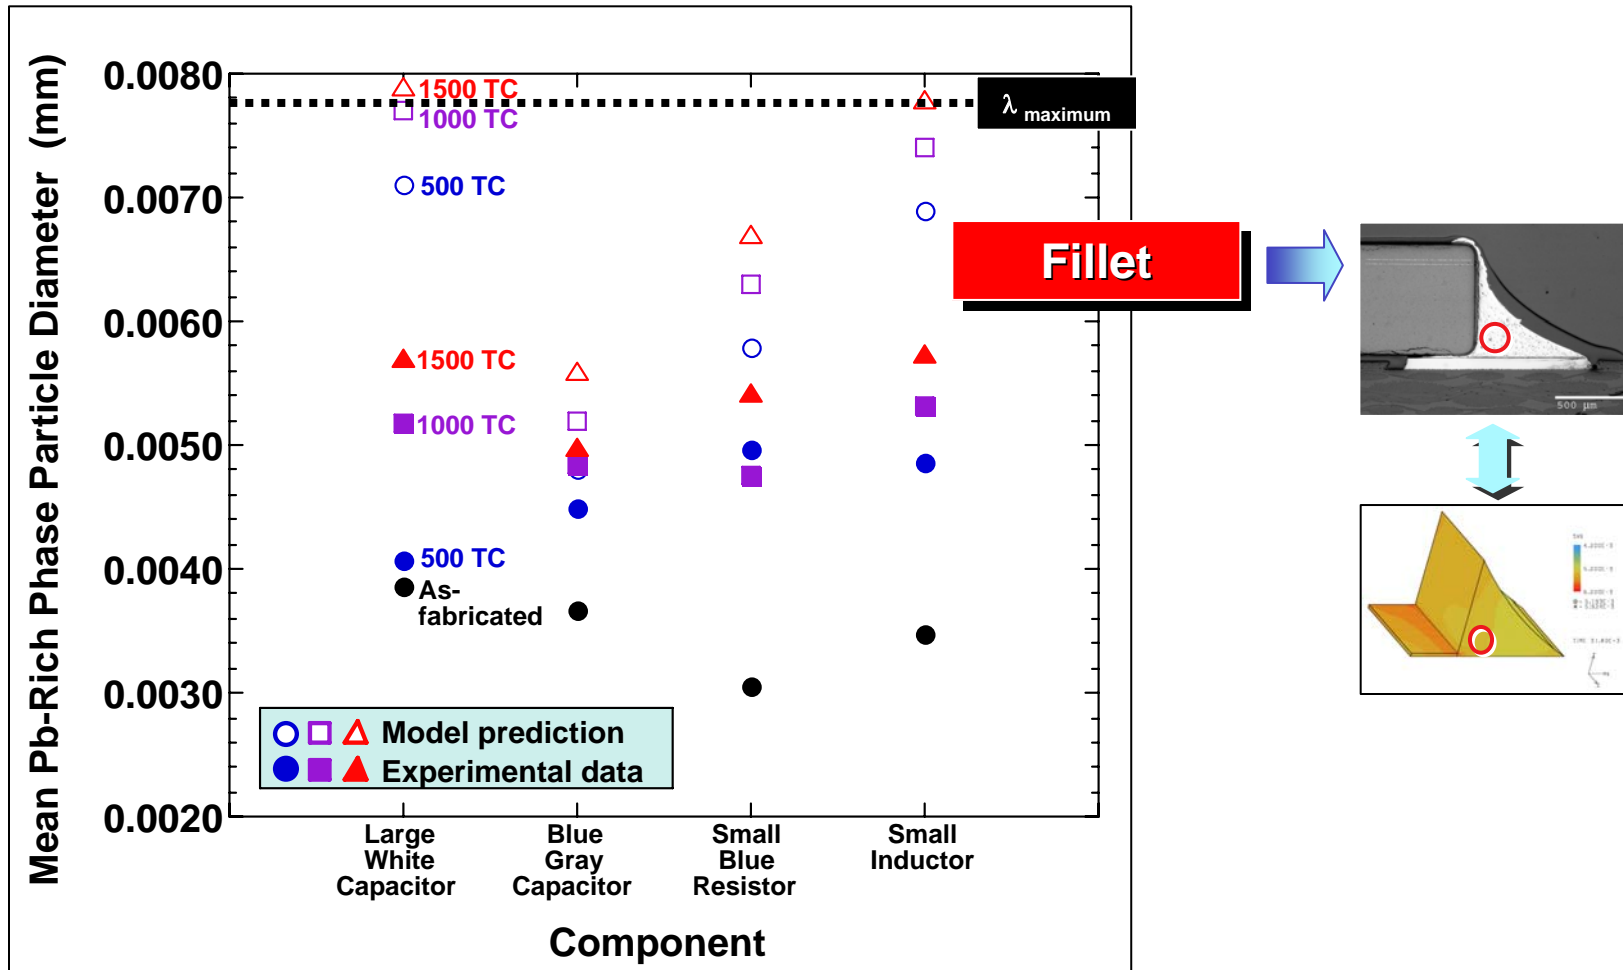 Mean Pb-Rich Phase Particle Diameter (mm)
0.0080
0.0070
0.0060
0.0050
0.0040
0.0030
0.0020
1500 TC
1000 TC
500 TC
1500 TC
1000 TC
500 TC
As-
fabricated
λ maximum
Fillet
Model prediction
Experimental data
Large
White
Capacitor
Blue
Gray
Capacitor
Small
Blue
Resistor
Small
Inductor
Component
500 µm